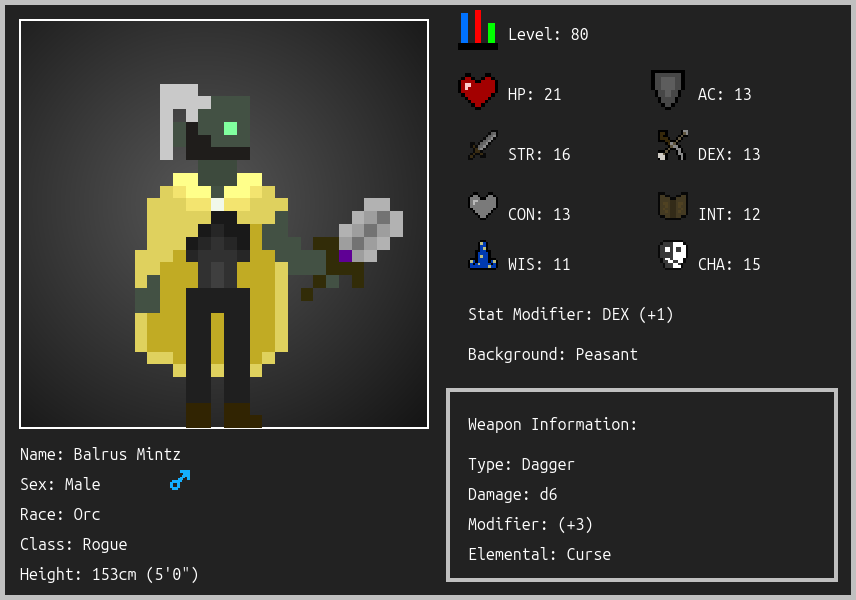 Level: 80
HP: 21
AC: 13
STR: 16
DEX: 13
CON: 13
INT: 12
WIS: 11
CHA: 15
Stat Modifier: DEX (+1)
Background: Peasant
Weapon Information:
Type: Dagger
Damage: d6
Modifier: (+3)
Elemental: Curse
Name: Balrus Mintz
Sex: Male
Race: Orc
Class: Rogue
Height: 153cm (5'0")